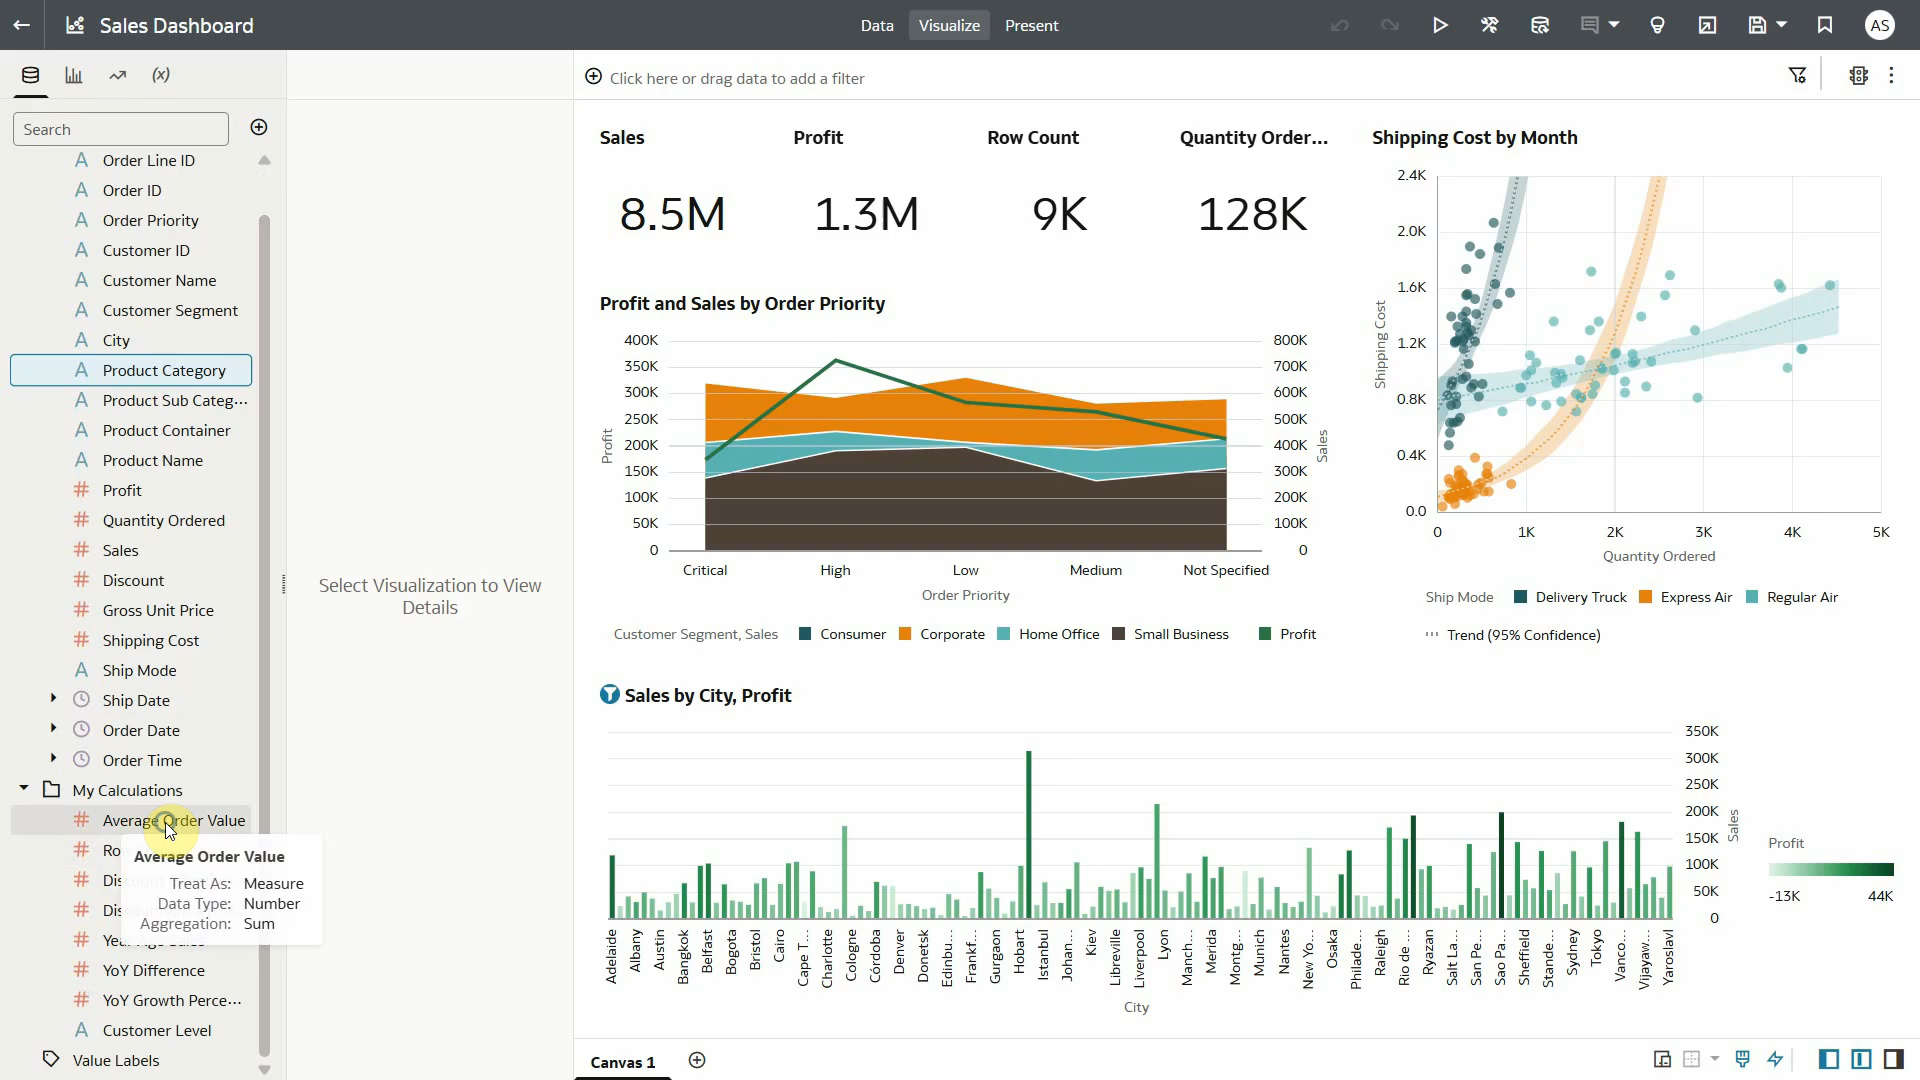 Sales Dashboard
Data Visualize Present
AS
(x)
Search
Click here or drag data to add a filter
Order Line ID
Order ID
Order Priority
Customer ID
Customer Name
Customer Segment
City
Product Category
Product Sub Categ...
Product Container
Product Name
Profit
Quantity Ordered
Sales
Discount
Gross Unit Price
Shipping Cost
Ship Mode
Ship Date
Order Date
Order Time
My Calculations
Average Order Value
Average Order Value
Treat As: Measure
Data Type: Number
Aggregation: Sum
YoY Difference
YoY Growth Perce...
Customer Level
Value Labels
Select Visualization to View
Details
Sales
8.5M
Profit
1.3M
Row Count
9K
Quantity Order...
128K
Profit and Sales by Order Priority
400K
350K
300K
250K
200K
150K
100K
50K
0
Profit
800K
700K
600K
500K
400K
300K
200K
100K
0
Sales
Critical High Low Medium Not Specified
Order Priority
Customer Segment, Sales Consumer Corporate Home Office Small Business Profit
Shipping Cost by Month
2.4K
2.0K
1.6K
1.2K
0.8K
0.4K
0.0
Shipping Cost
0 1K 2K 3K 4K 5K
Quantity Ordered
Ship Mode Delivery Truck Express Air Regular Air
Trend (95% Confidence)
Sales by City, Profit
350K
300K
250K
200K
150K
100K
50K
0
Sales
Adelaide Albany Austin Bangkok Belfast Bogota Bristol Cairo Cape T... Charlotte Cologne Córdoba Denver Donetsk Edinbu... Frankf... Gurgaon Hobart Istanbul Johan... Kiev Libreville Liverpool Lyon Manch... Merida Montg... Munich Nantes New Yo... Osaka Philade... Raleigh Rio de ... Ryazan Salt La... San Pe... Sao Pa... Sheffield Stande... Sydney Tokyo Vanco... Vijayaw... Yaroslavl
City
Profit
-13K 44K
Canvas 1